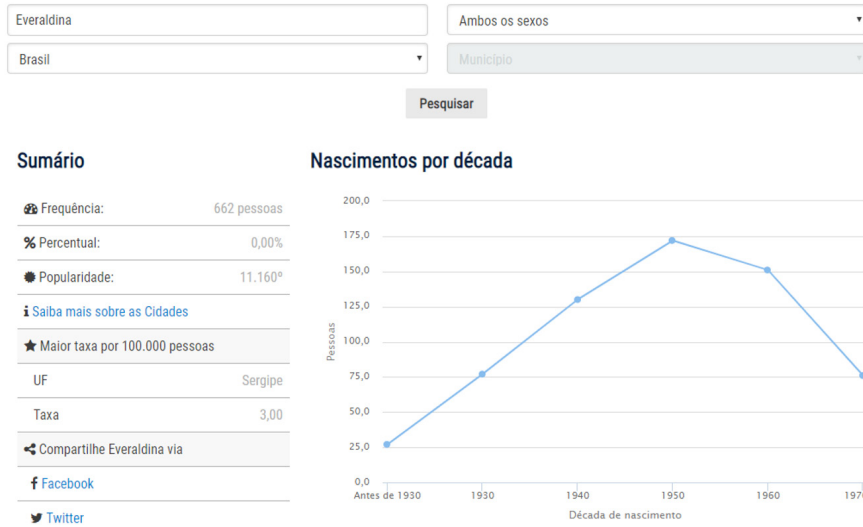 Everaldina
Ambos os sexos
Brasil
Município
Pesquisar
Sumário
Frequência: 662 pessoas
Percentual: 0,00%
Popularidade: 11.160º
Saiba mais sobre as Cidades
Maior taxa por 100.000 pessoas
UF Sergipe
Taxa 3,00
Compartilhe Everaldina via
Facebook
Twitter
Nascimentos por década
200,0
175,0
150,0
125,0
100,0
75,0
50,0
25,0
0,0
Pessoas
Antes de 1930 1930 1940 1950 1960 1970
Década de nascimento